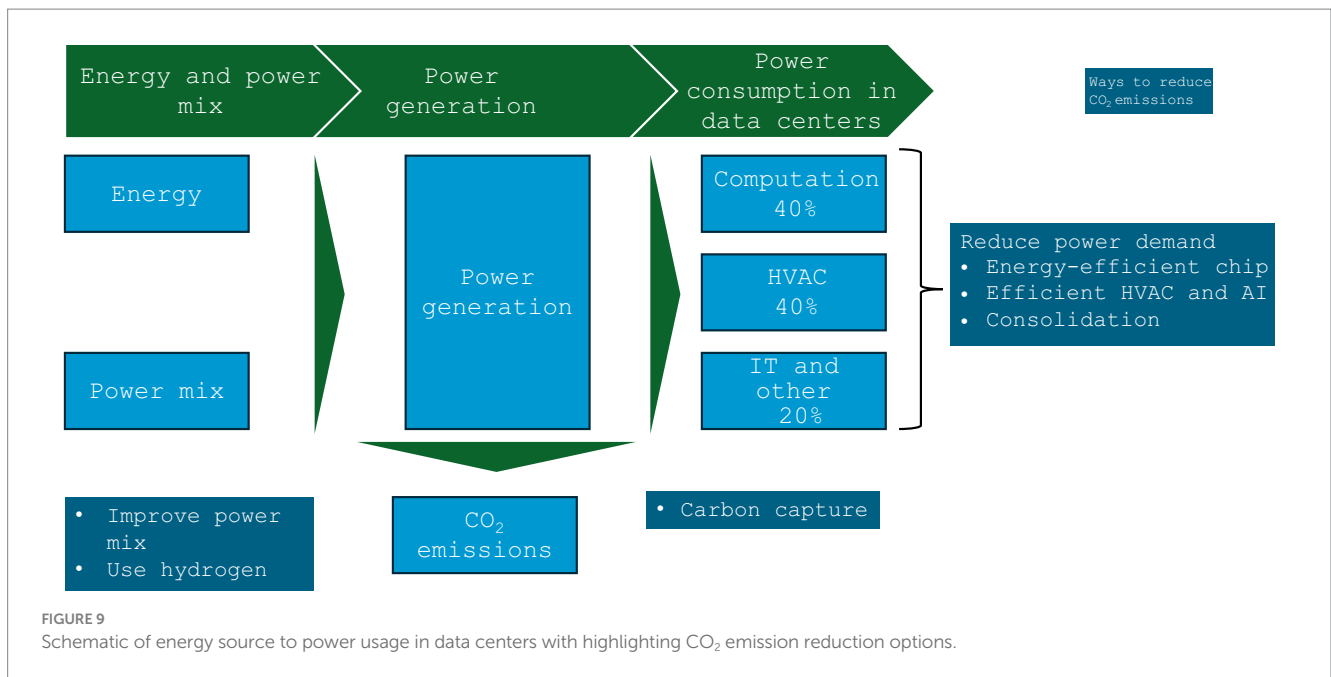 Energy and power
mix
Power
generation
Power
consumption in
data centers
Ways to reduce
CO₂ emissions
Energy
Power mix
Power
generation
Computation
40%
HVAC
40%
IT and
other
20%
Reduce power demand
• Energy-efficient chip
• Efficient HVAC and AI
• Consolidation
• Improve power
mix
• Use hydrogen
CO₂
emissions
• Carbon capture
FIGURE 9
Schematic of energy source to power usage in data centers with highlighting CO₂ emission reduction options.